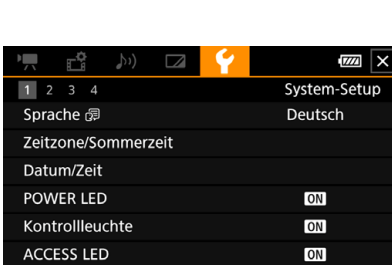 1 2 3 4 System-Setup
Sprache Deutsch
Zeitzone/Sommerzeit
Datum/Zeit
POWER LED ON
Kontrollleuchte ON
ACCESS LED ON